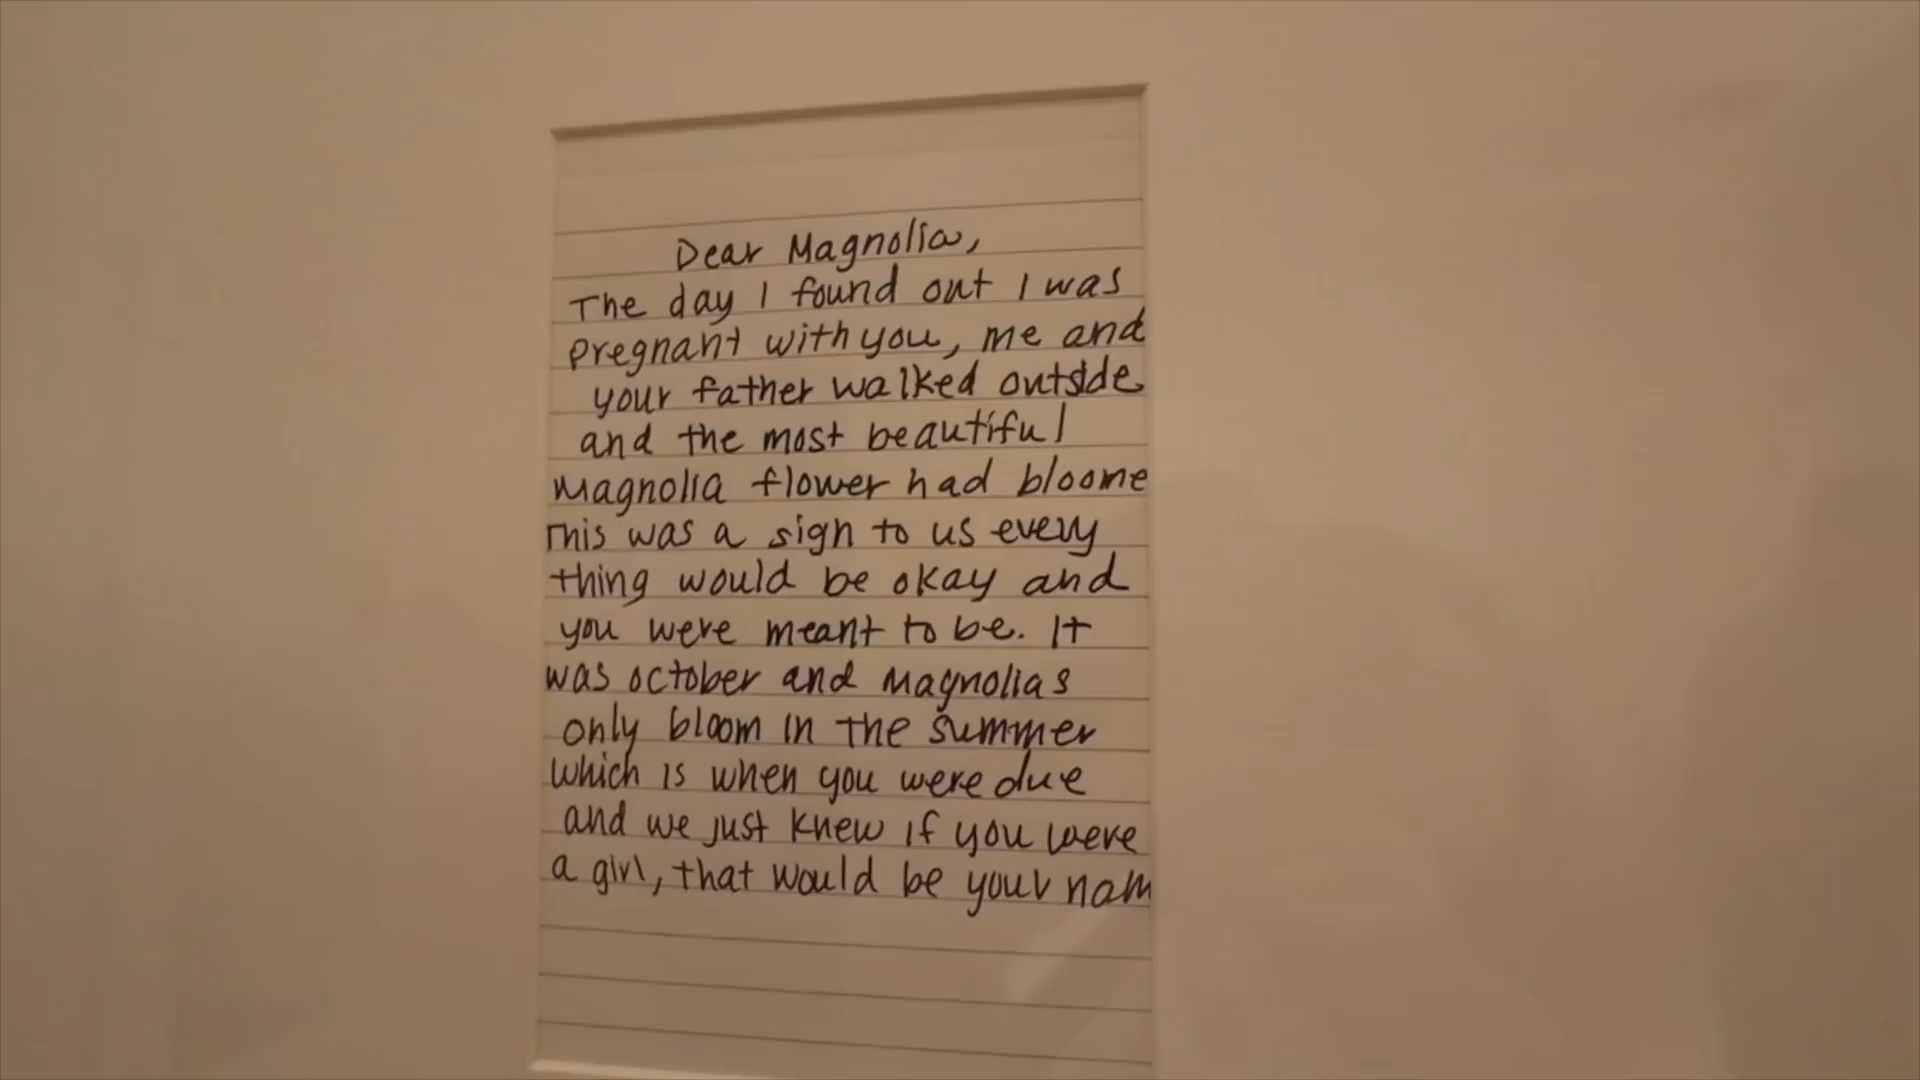 Dear Magnolia,
The day I found out I was
pregnant with you, me and
your father walked outside
and the most beautiful
Magnolia flower had bloome
This was a sign to us every
thing would be okay and
you were meant to be. It
was october and Magnolias
only bloom in the summer
which is when you were due
and we just knew if you were
a girl, that would be your nam